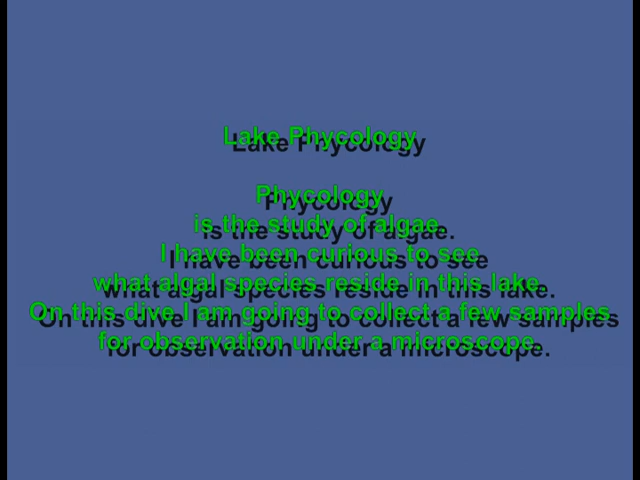 Lake Phycology
Phycology
is the study of algae.
I have been curious to see
what algal species reside in this lake.
On this dive I am going to collect a few samples
for observation under a microscope.